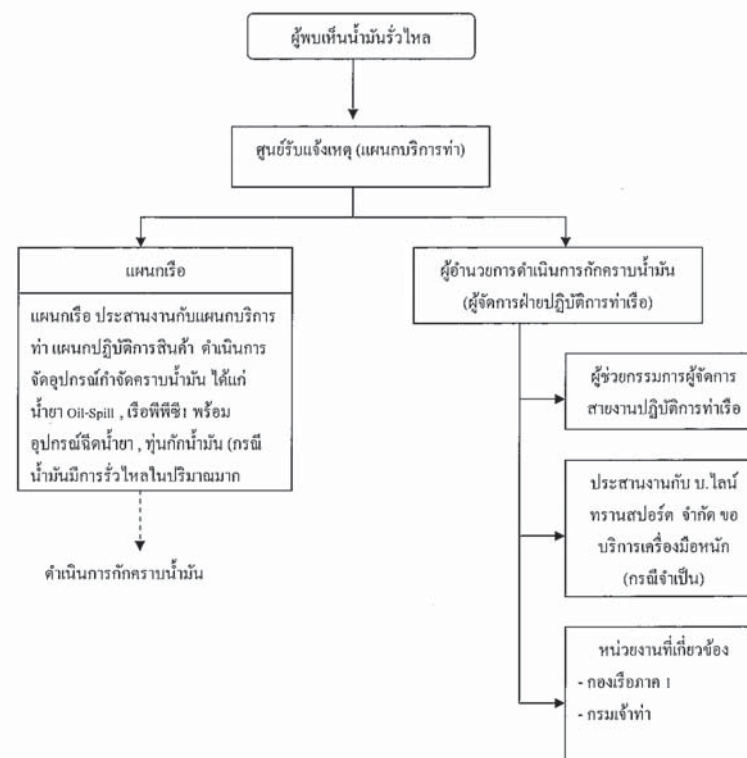 ผู้พบเห็นน้ำมันรั่วไหล
ศูนย์รับแจ้งเหตุ (แผนกบริการท่า)
แผนกเรือ
แผนกเรือ ประสานงานกับแผนกบริการ
ท่า แผนกปฏิบัติการสินค้า ดำเนินการ
จัดอุปกรณ์กำจัดคราบน้ำมัน ได้แก่
น้ำยา Oil-Spill , เรือพีพีซี1 พร้อม
อุปกรณ์ฉีดน้ำยา , ทุ่นกักน้ำมัน (กรณี
น้ำมันมีการรั่วไหลในปริมาณมาก
ดำเนินการกักคราบน้ำมัน
ผู้อำนวยการดำเนินการกักคราบน้ำมัน
(ผู้จัดการฝ่ายปฏิบัติการท่าเรือ)
ผู้ช่วยกรรมการผู้จัดการ
สายงานปฏิบัติการท่าเรือ
ประสานงานกับ บ.ไลน์
ทรานสปอร์ต จำกัด ขอ
บริการเครื่องมือหนัก
(กรณีจำเป็น)
หน่วยงานที่เกี่ยวข้อง
- กองเรือภาค 1
- กรมเจ้าท่า